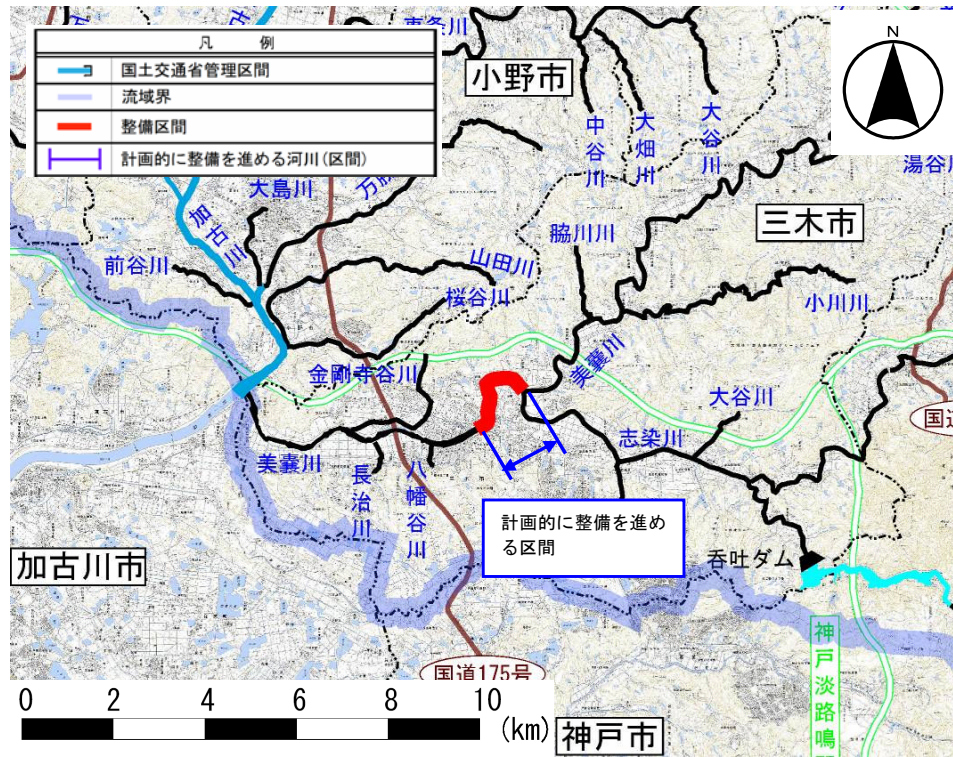 凡 例
国土交通省管理区間
流域界
整備区間
計画的に整備を進める河川(区間)
N
小野市
中谷川
大畑川
大谷川
三木市
大島川
加古川
前谷川
山田川
桜谷川
脇川川
小川川
金剛寺谷川
美嚢川
大谷川
志染川
美嚢川
長治川
八幡谷川
計画的に整備を進め
る区間
呑吐ダム
加古川市
国道175号
神戸淡路鳴
0 2 4 6 8 10
(km)
神戸市